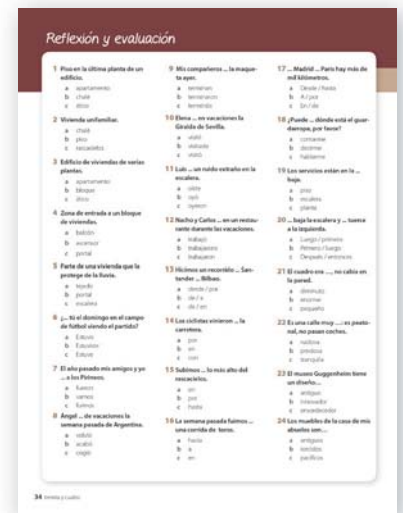 Reflexión y evaluación
1 Piso en la última planta de un
edificio.
a apartamento
b chalé
c ático
2 Vivienda unifamiliar.
a chalé
b piso
c rascacielos
3 Edificio de viviendas de varias
plantas.
a apartamento
b bloque
c ático
4 Zona de entrada a un bloque
de viviendas.
a balcón
b ascensor
c portal
5 Parte de una vivienda que la
protege de la lluvia.
a tejado
b portal
c escalera
6 ¿... tú el domingo en el campo
de fútbol viendo el partido?
a Estuvo
b Estuviste
c Estuve
7 El año pasado mis amigos y yo
... a los Pirineos.
a fueron
b vamos
c fuimos
8 Ángel ... de vacaciones la
semana pasada de Argentina.
a volvió
b acabó
c cogió
9 Mis compañeros ... la maque-
ta ayer.
a terminan
b terminaron
c termináis
10 Elena ... en vacaciones la
Giralda de Sevilla.
a visité
b visitaste
c visitó
11 Luis ... un ruido extraño en la
escalera.
a oíste
b oyó
c oyeron
12 Nacho y Carlos ... en un restau-
rante durante las vacaciones.
a trabajó
b trabajamos
c trabajaron
13 Hicimos un recorrido ... San-
tander ... Bilbao.
a desde / por
b de / a
c de / en
14 Los ciclistas vinieron ... la
carretera.
a por
b en
c con
15 Subimos ... lo más alto del
rascacielos.
a en
b por
c hasta
16 La semana pasada fuimos ...
una corrida de toros.
a hacia
b a
c en
17 ... Madrid ... París hay más de
mil kilómetros.
a Desde / hasta
b A / por
c En / de
18 ¿Puede ... dónde está el guar-
darropa, por favor?
a contarme
b decirme
c hablarme
19 Los servicios están en la ...
baja.
a piso
b escalera
c planta
20 ... baja la escalera y ... tuerce
a la izquierda.
a Luego / primero
b Primero / luego
c Después / entonces
21 El cuadro era ..., no cabía en
la pared.
a diminuto
b enorme
c pequeño
22 Es una calle muy ...: es peato-
nal, no pasan coches.
a ruidosa
b preciosa
c tranquila
23 El museo Guggenheim tiene
un diseño...
a antiguo
b innovador
c ensordecedor
24 Los muebles de la casa de mis
abuelos son...
a antiguos
b torcidos
c pacíficos
34 treinta y cuatro